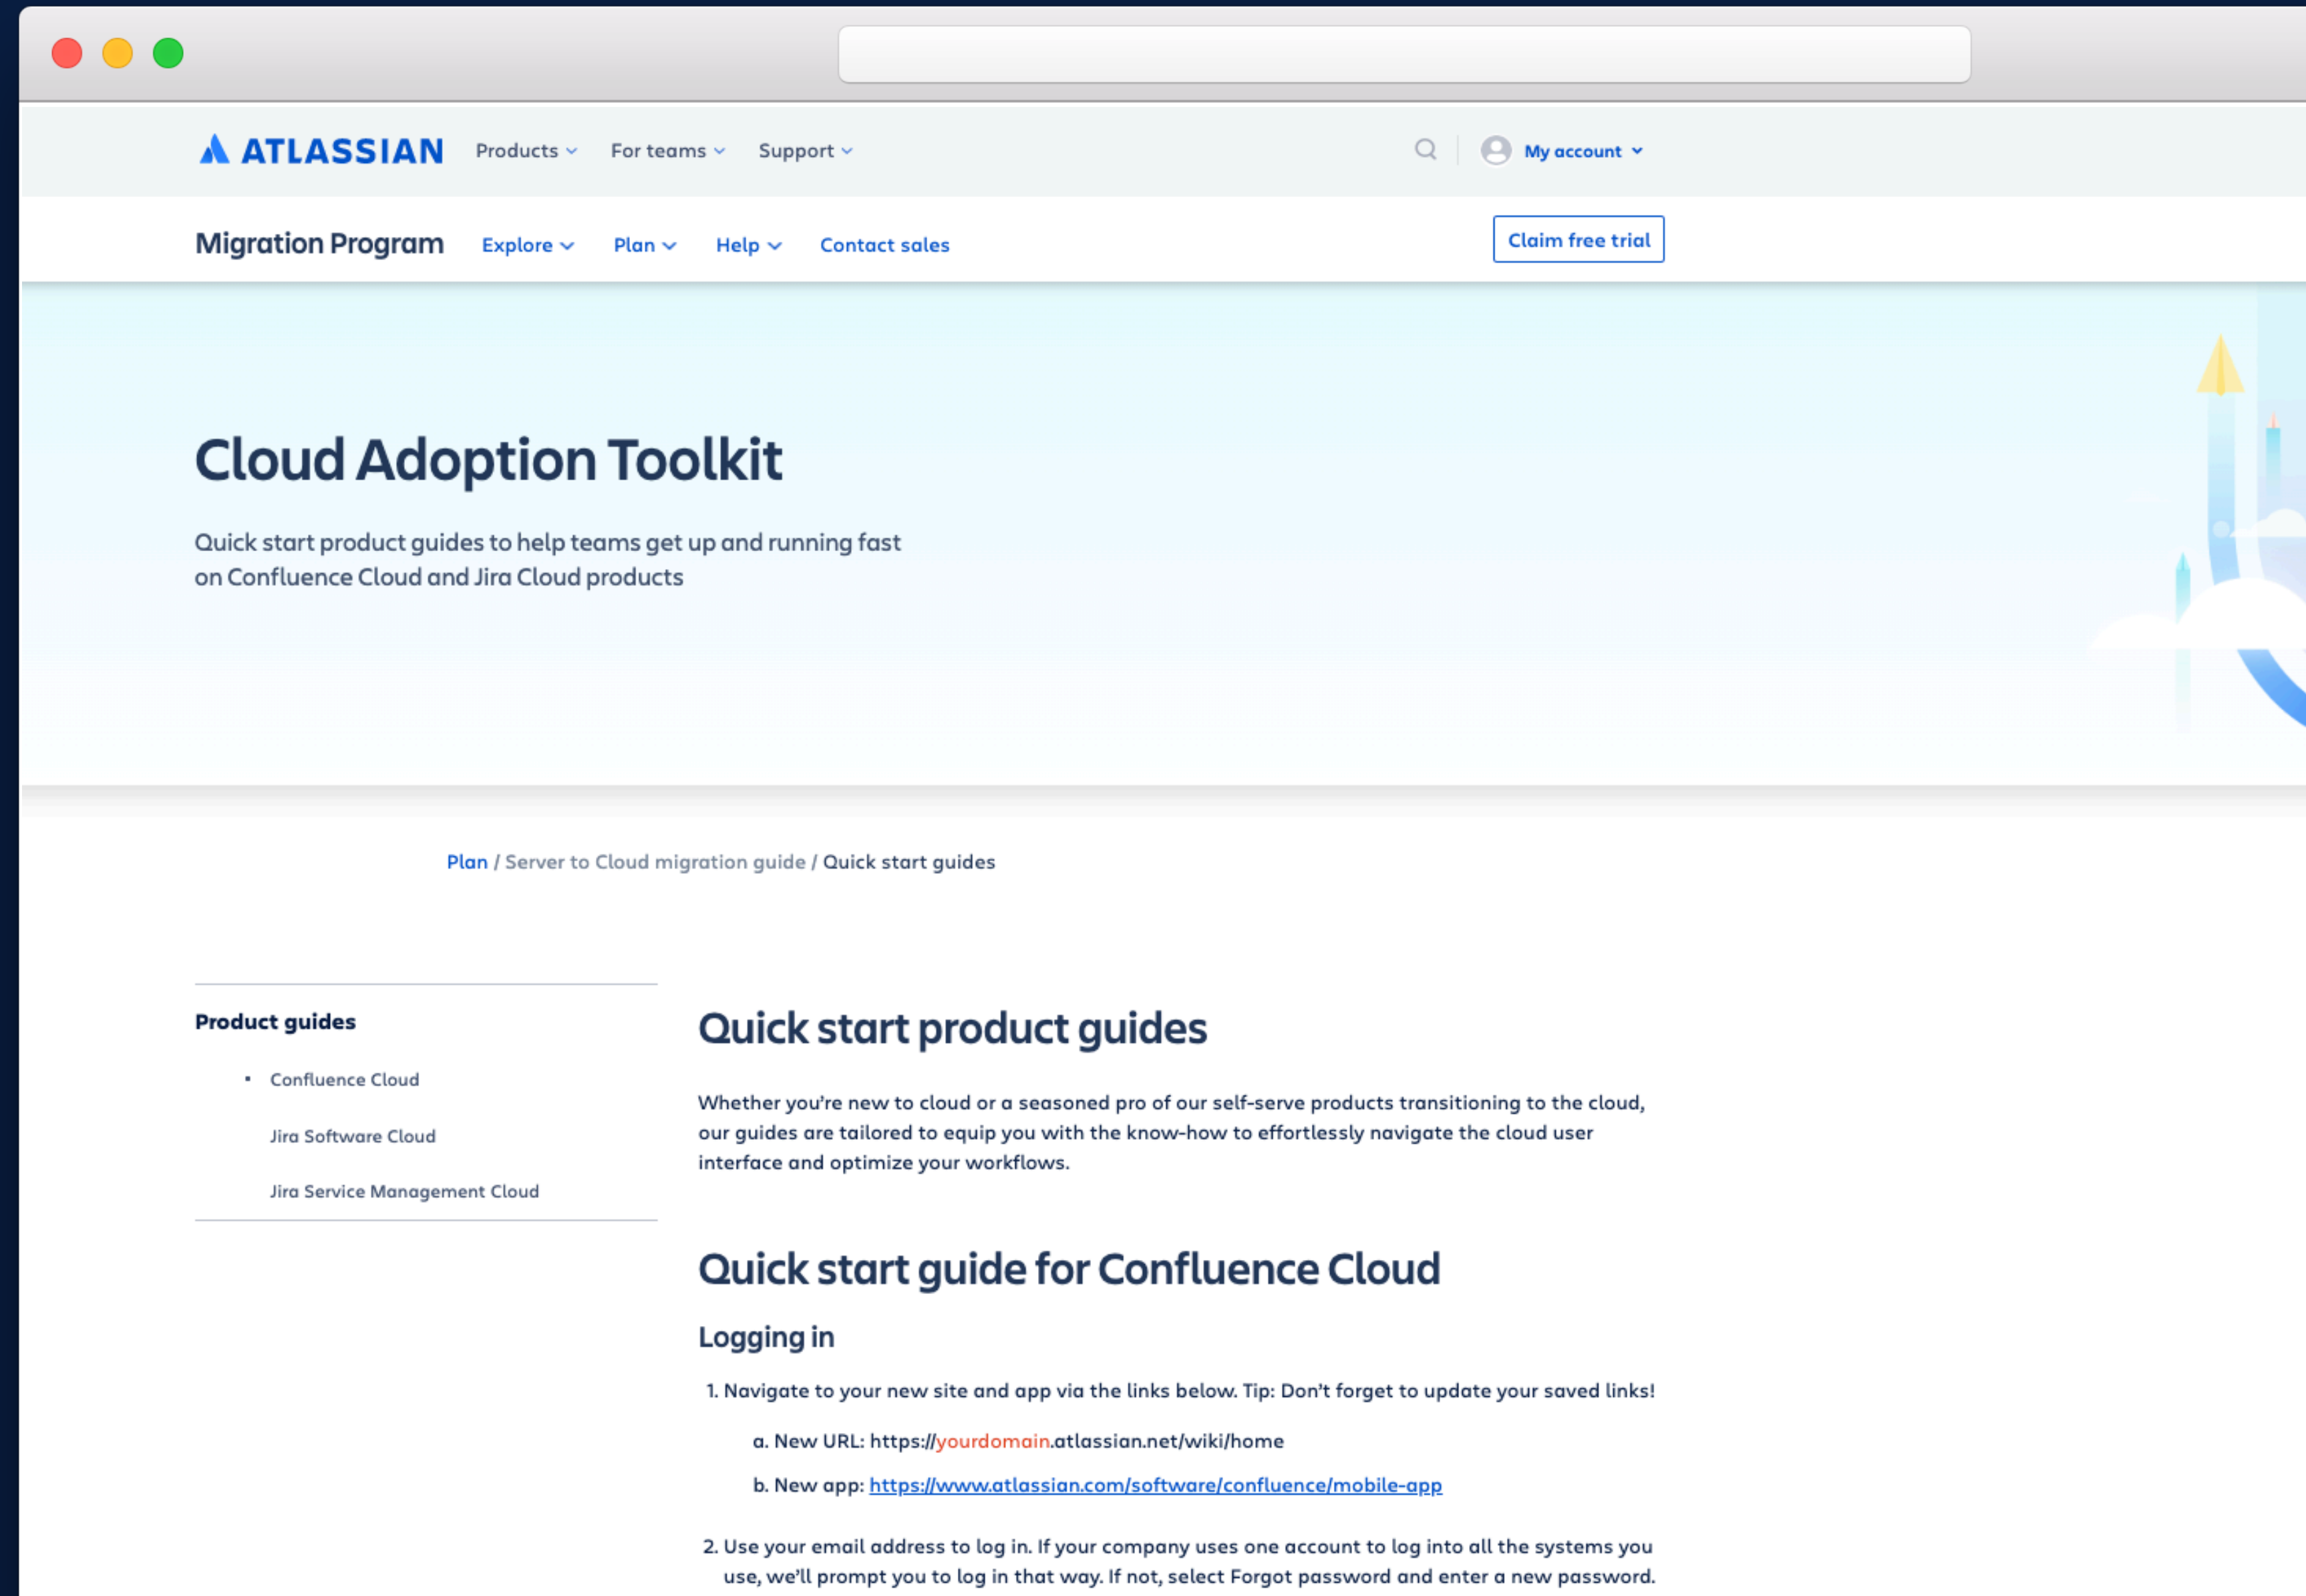 ATLASSIAN Products For teams Support My account
Migration Program Explore Plan Help Contact sales Claim free trial
Cloud Adoption Toolkit
Quick start product guides to help teams get up and running fast
on Confluence Cloud and Jira Cloud products
Plan / Server to Cloud migration guide / Quick start guides
Product guides
▪ Confluence Cloud
Jira Software Cloud
Jira Service Management Cloud
Quick start product guides
Whether you're new to cloud or a seasoned pro of our self-serve products transitioning to the cloud,
our guides are tailored to equip you with the know-how to effortlessly navigate the cloud user
interface and optimize your workflows.
Quick start guide for Confluence Cloud
Logging in
1. Navigate to your new site and app via the links below. Tip: Don't forget to update your saved links!
a. New URL: https://yourdomain.atlassian.net/wiki/home
b. New app: https://www.atlassian.com/software/confluence/mobile-app
2. Use your email address to log in. If your company uses one account to log into all the systems you
use, we'll prompt you to log in that way. If not, select Forgot password and enter a new password.